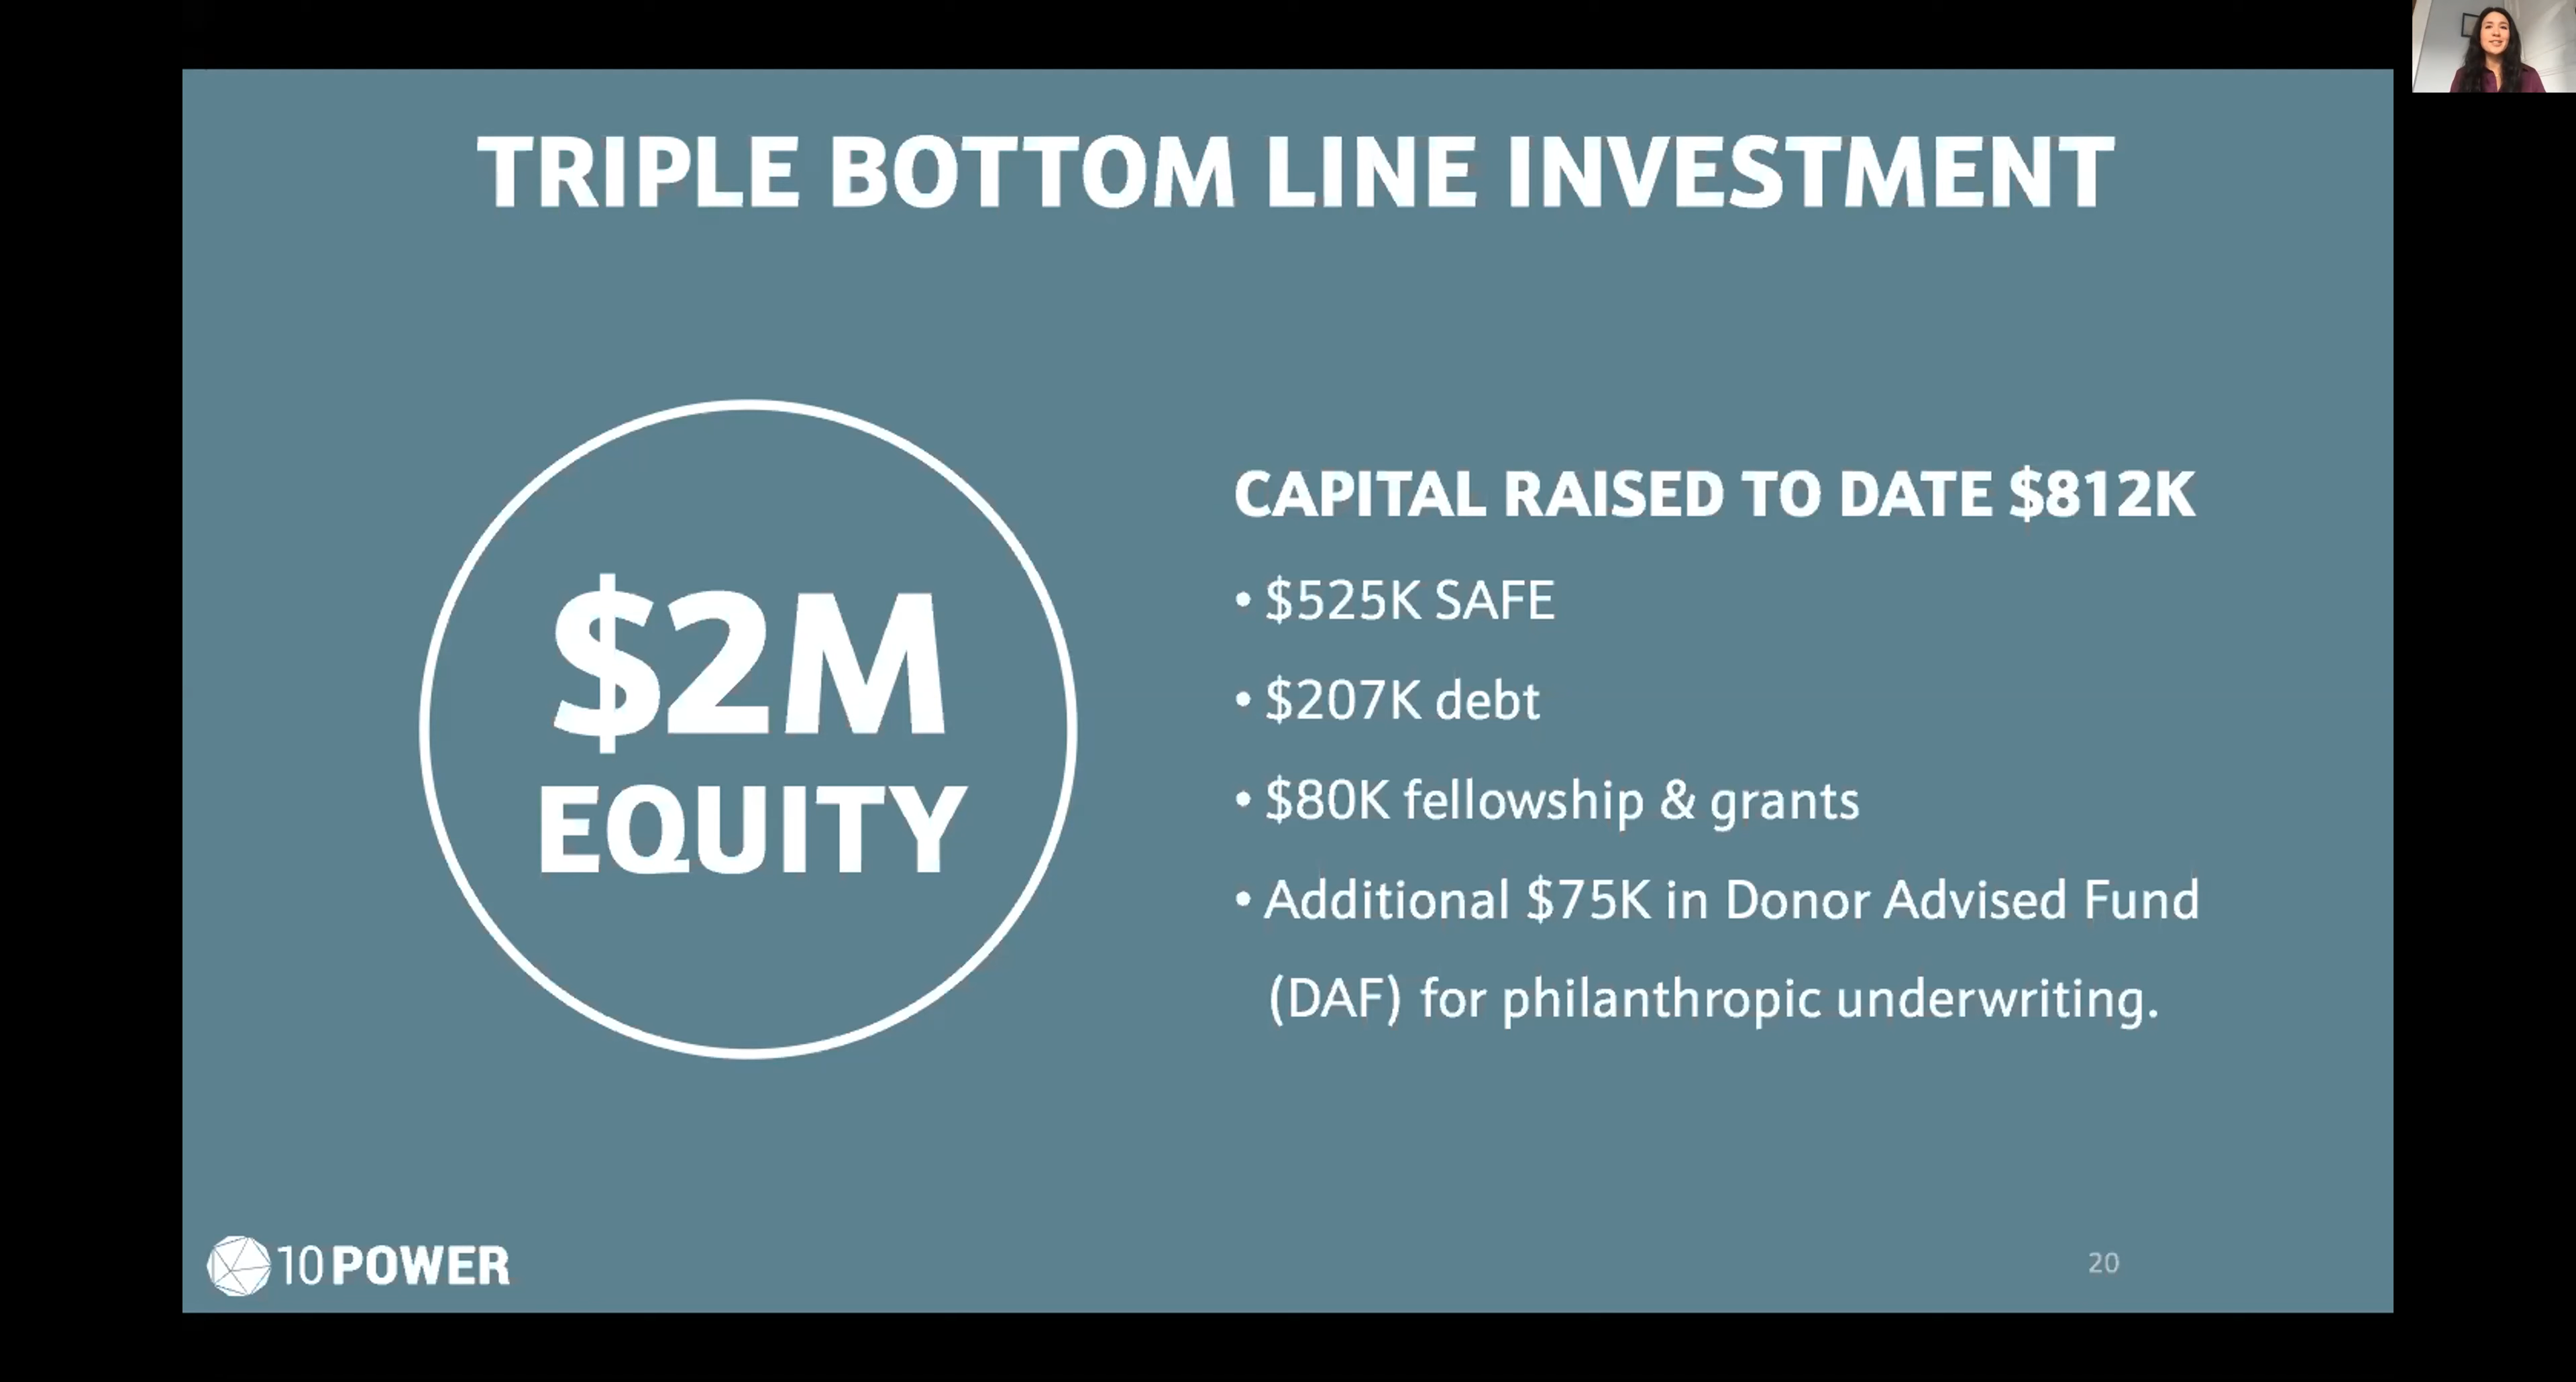 TRIPLE BOTTOM LINE INVESTMENT
$2M
EQUITY
CAPITAL RAISED TO DATE $812K
• $525K SAFE
• $207K debt
• $80K fellowship & grants
• Additional $75K in Donor Advised Fund
(DAF) for philanthropic underwriting.
10POWER
20